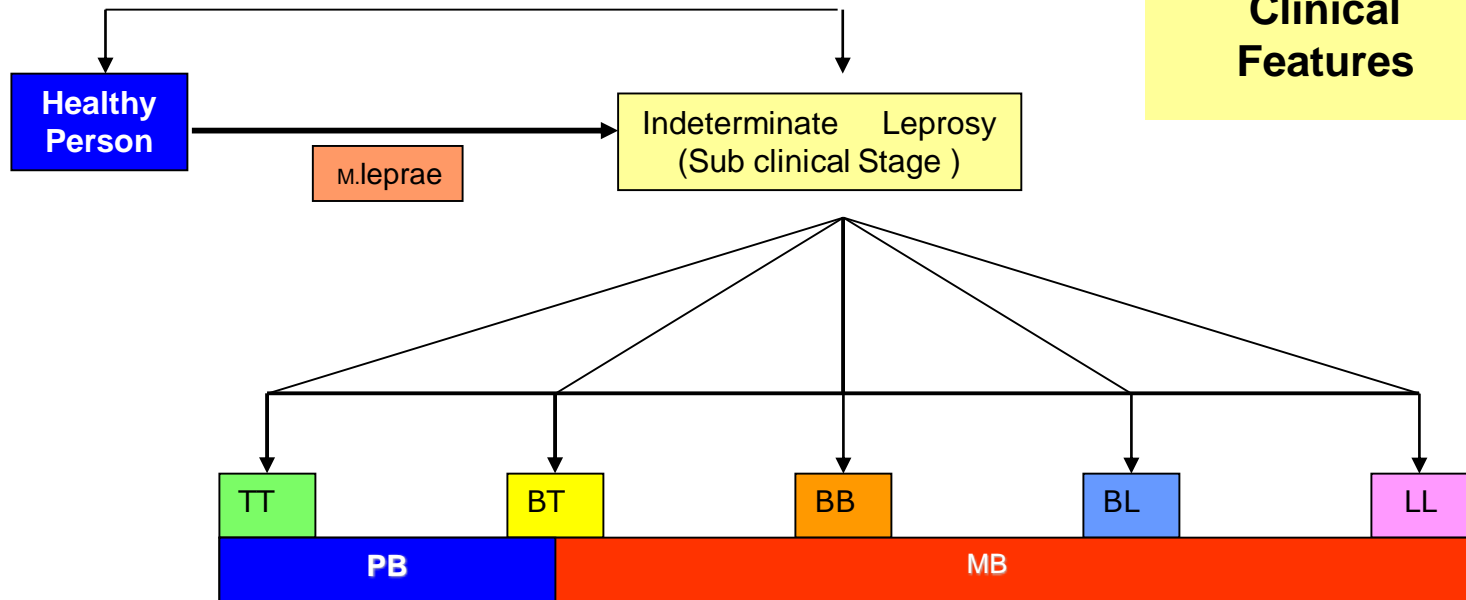 Clinical
Features
Healthy
Person
M.leprae
Indeterminate Leprosy
(Sub clinical Stage )
TT
BT
BB
BL
LL
PB
MB